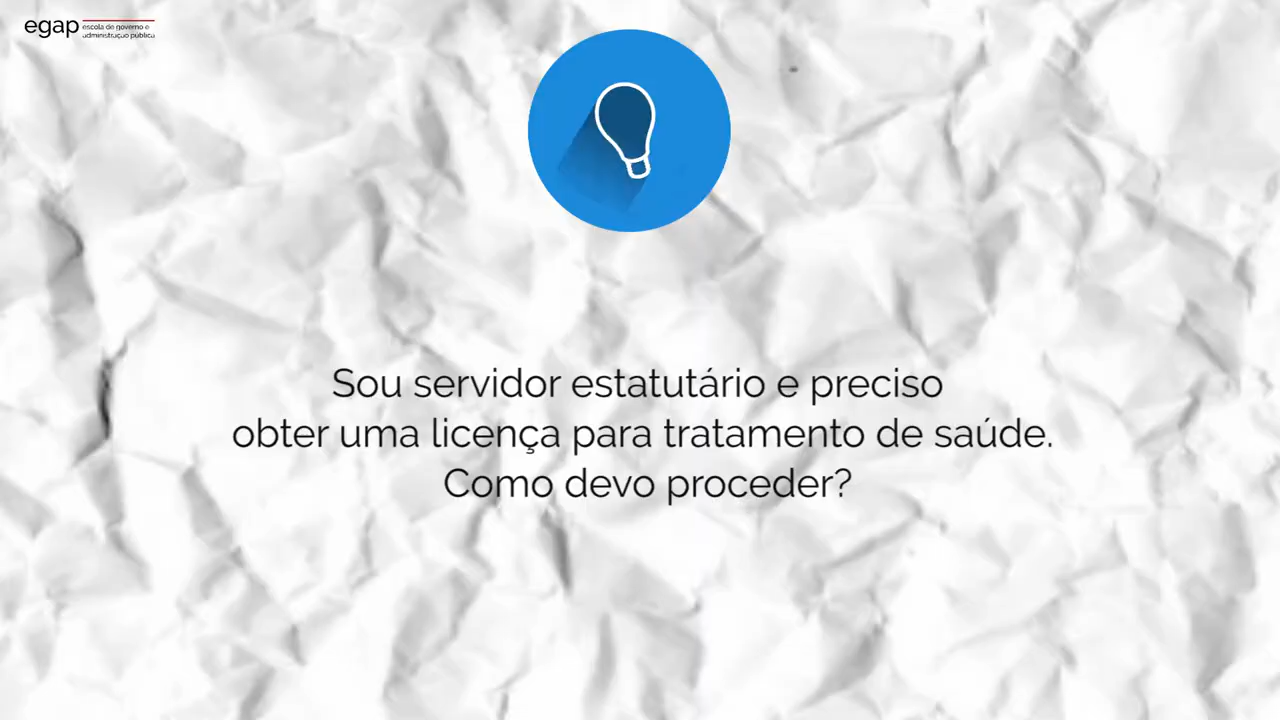 egap
escola de governo e
administração pública
Sou servidor estatutário e preciso
obter uma licença para tratamento de saúde.
Como devo proceder?